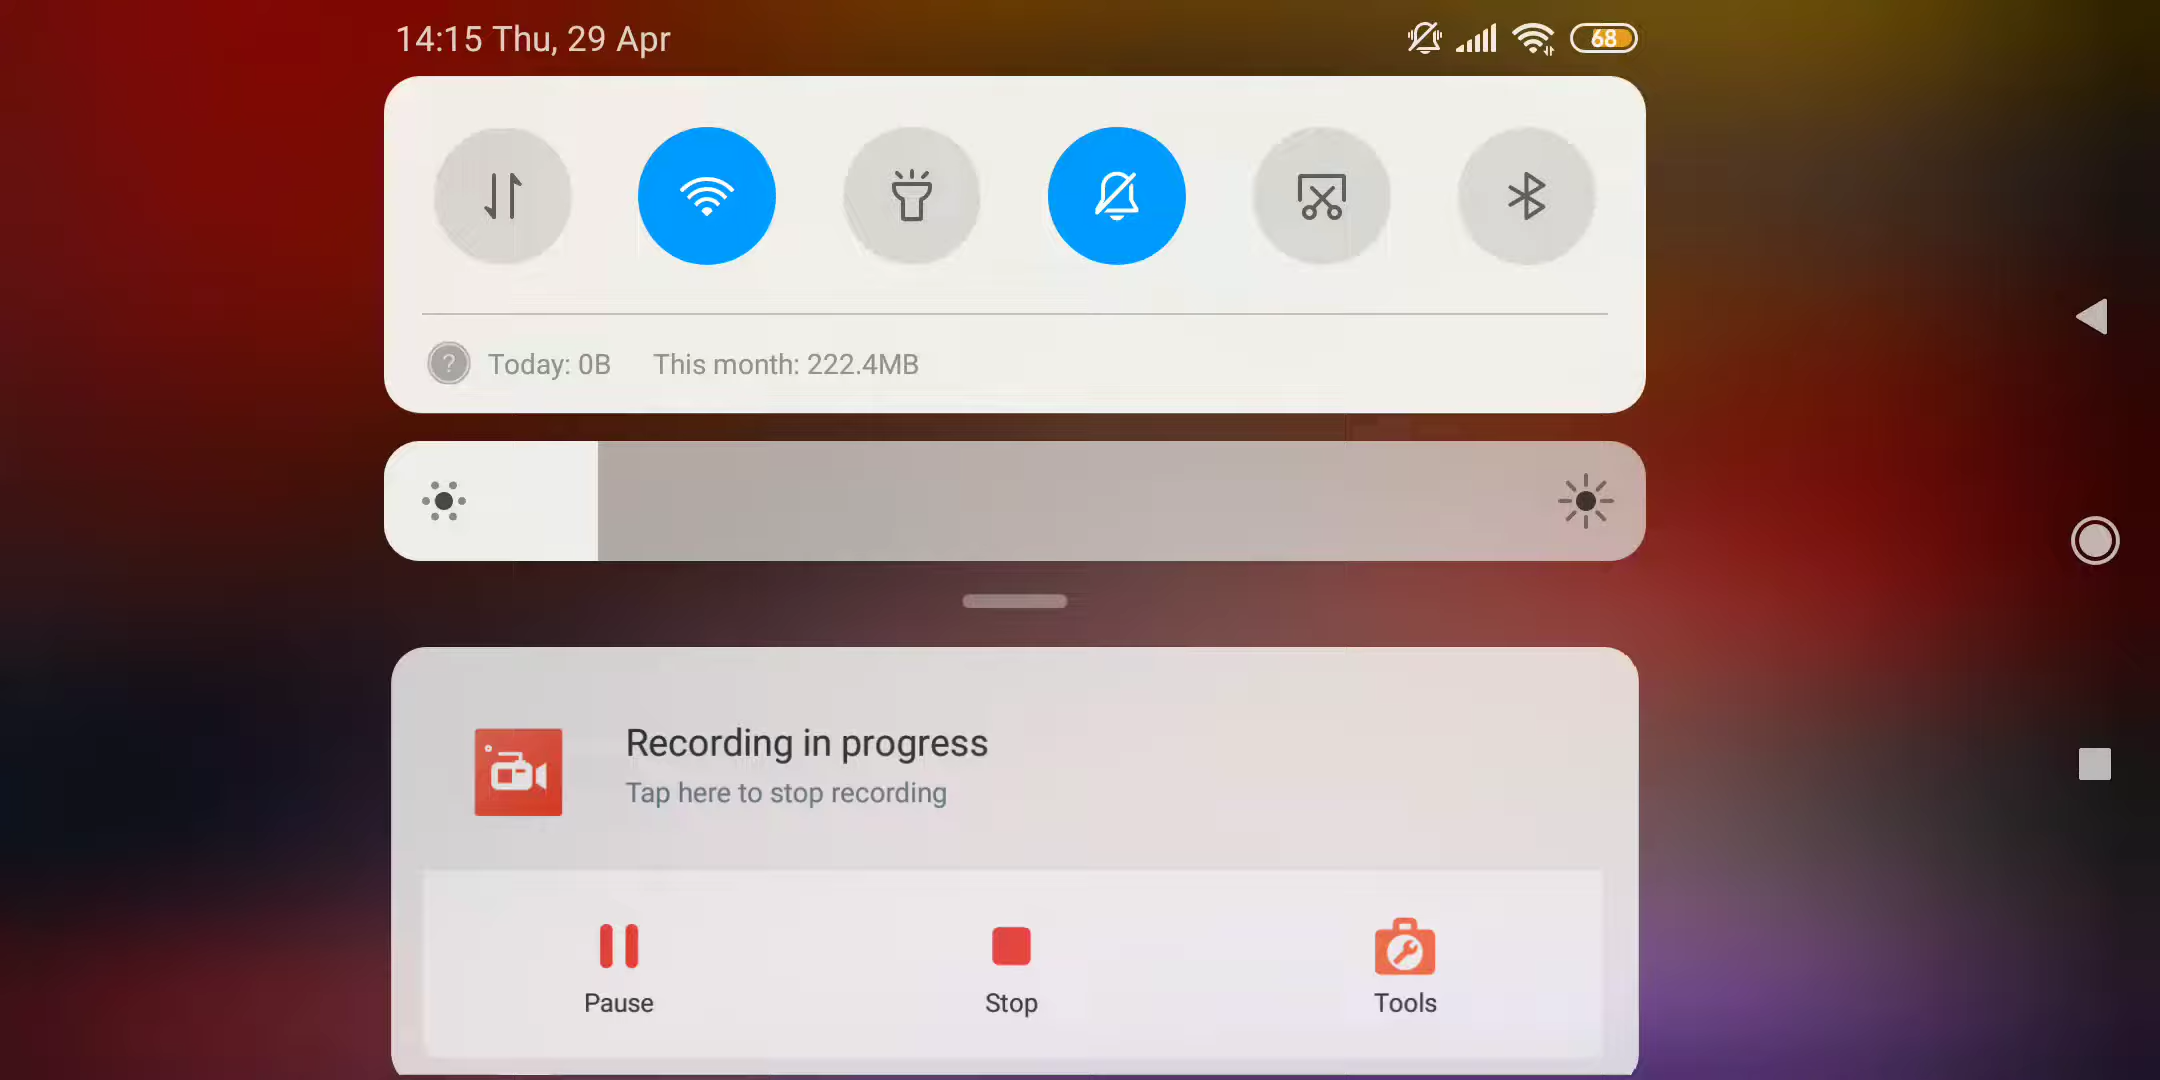 14:15 Thu, 29 Apr
68
Today: 0B This month: 222.4MB
Recording in progress
Tap here to stop recording
Pause Stop Tools